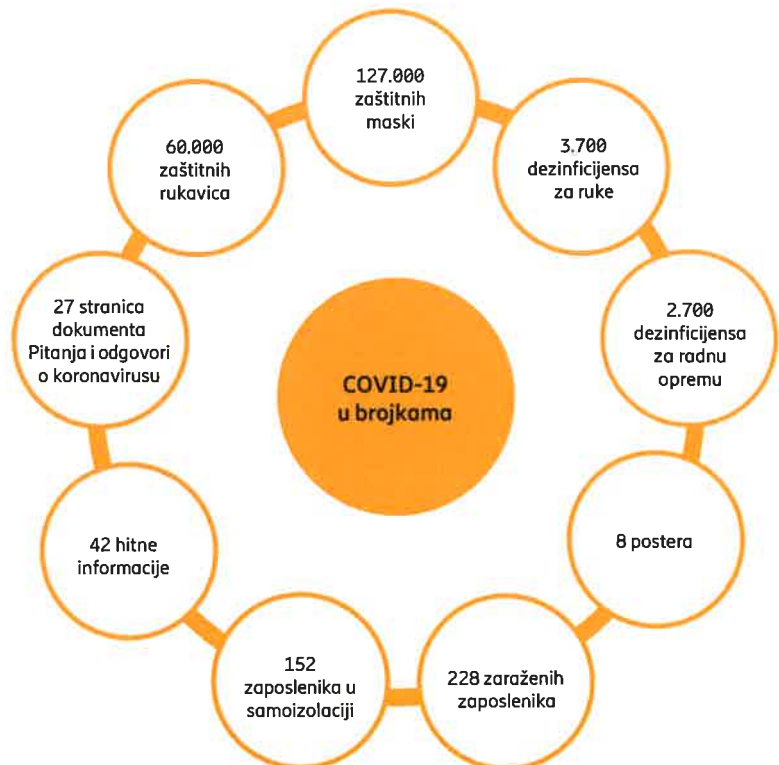 127.000
zaštitnih
maski
3.700
dezinficijensa
za ruke
2.700
dezinficijensa
za radnu
opremu
8 postera
228 zaraženih
zaposlenika
152
zaposlenika u
samoizolaciji
42 hitne
informacije
27 stranica
dokumenta
Pitanja i odgovori
o koronavirusu
60.000
zaštitnih
rukavica
COVID-19
u brojkama